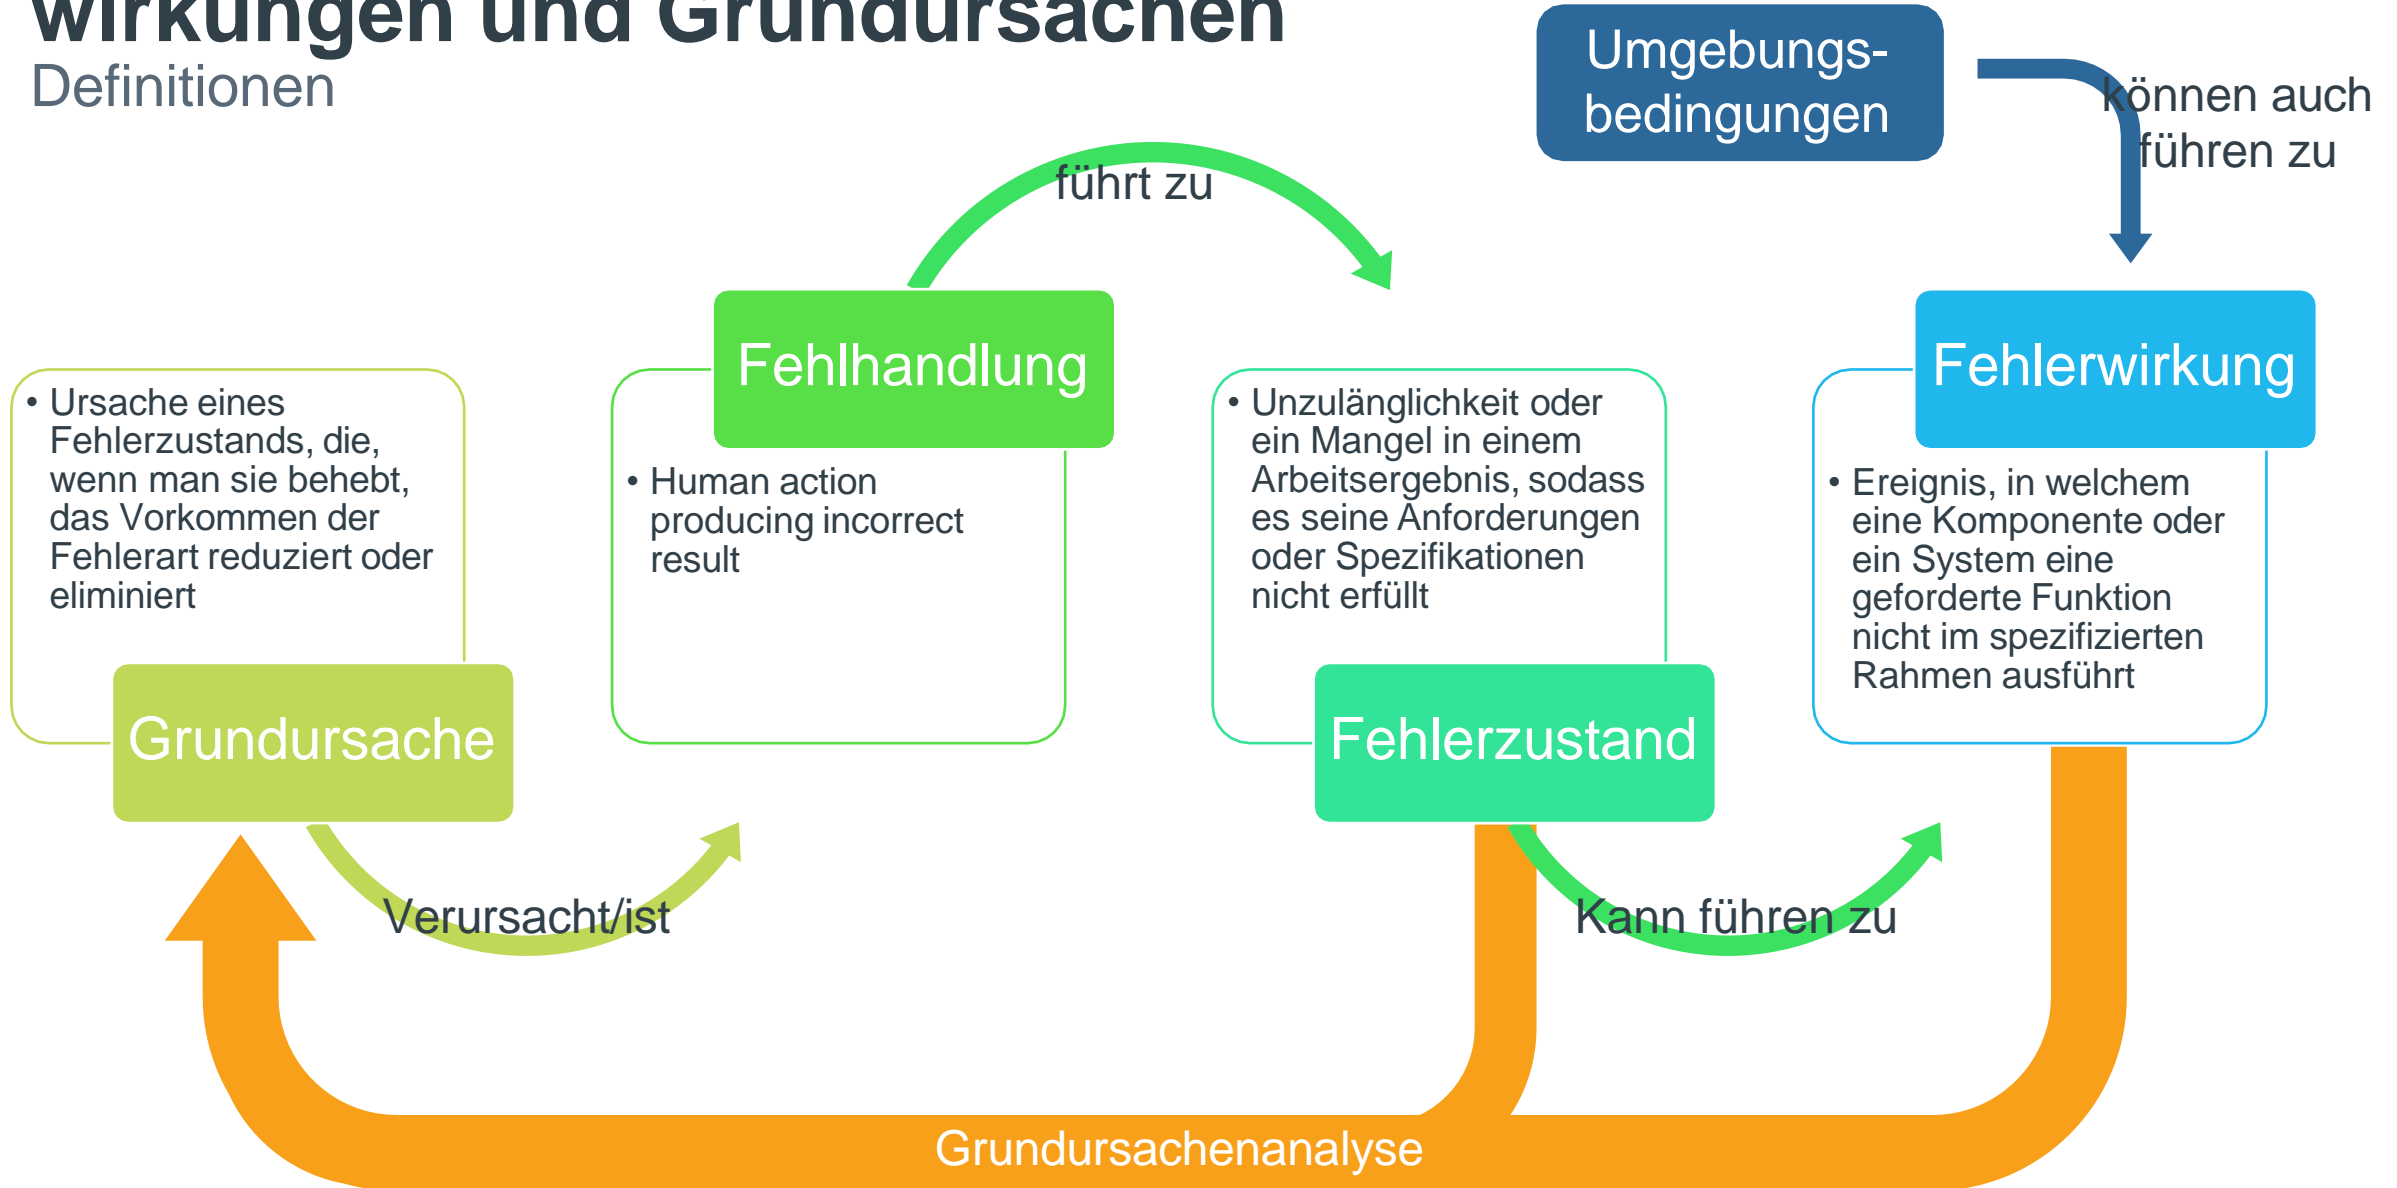 wirkungen und Grundursachen
Definitionen
Umgebungs-
bedingungen
können auch
führen zu
führt zu
Fehlhandlung
Fehlerwirkung
• Ursache eines
Fehlerzustands, die,
wenn man sie behebt,
das Vorkommen der
Fehlerart reduziert oder
eliminiert
Grundursache
• Human action
producing incorrect
result
• Unzulänglichkeit oder
ein Mangel in einem
Arbeitsergebnis, sodass
es seine Anforderungen
oder Spezifikationen
nicht erfüllt
Fehlerzustand
• Ereignis, in welchem
eine Komponente oder
ein System eine
geforderte Funktion
nicht im spezifizierten
Rahmen ausführt
Verursacht/ist
Kann führen zu
Grundursachenanalyse